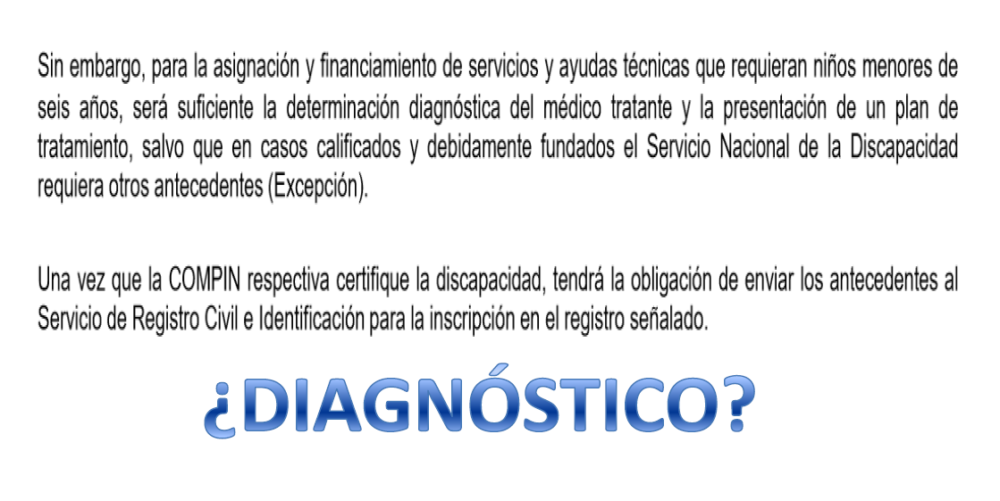 Sin embargo, para la asignación y financiamiento de servicios y ayudas técnicas que requieran niños menores de
seis años, será suficiente la determinación diagnóstica del médico tratante y la presentación de un plan de
tratamiento, salvo que en casos calificados y debidamente fundados el Servicio Nacional de la Discapacidad
requiera otros antecedentes (Excepción).
Una vez que la COMPIN respectiva certifique la discapacidad, tendrá la obligación de enviar los antecedentes al
Servicio de Registro Civil e Identificación para la inscripción en el registro señalado.
¿DIAGNÓSTICO?